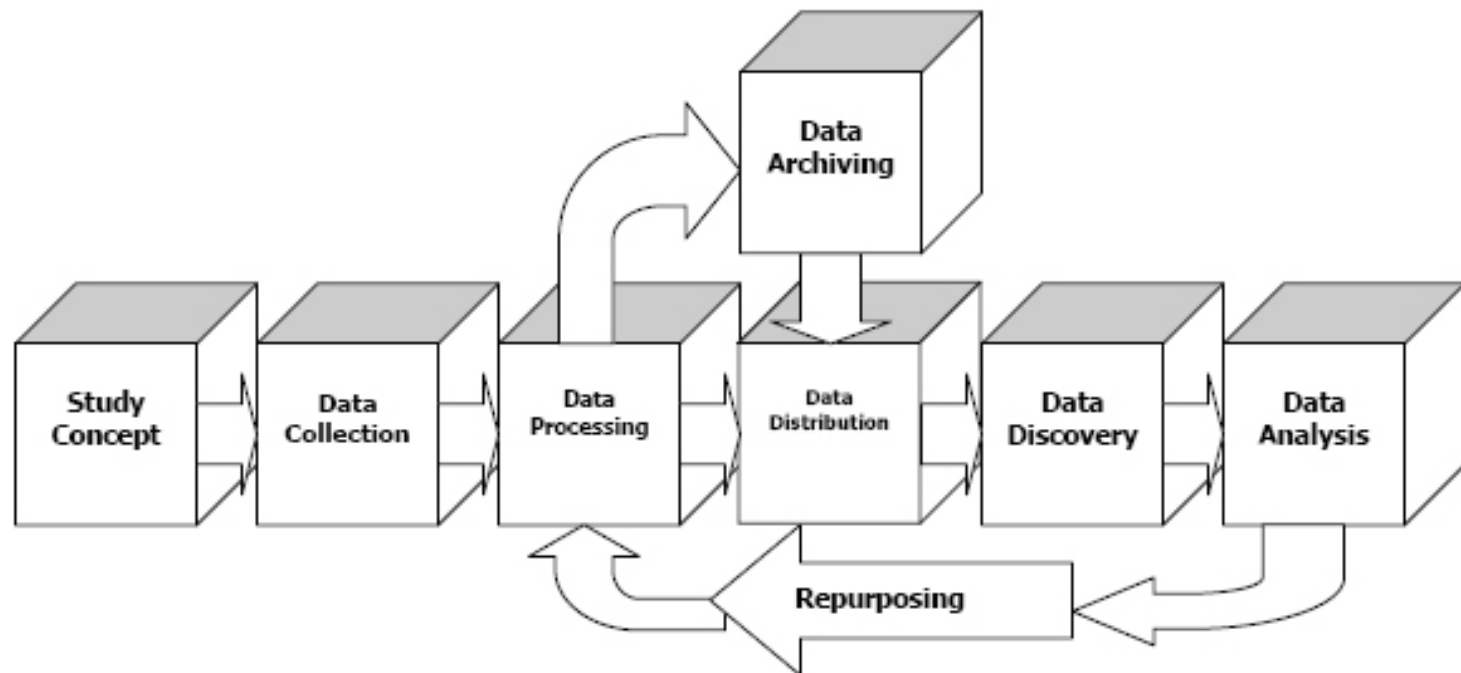 Data
Archiving
Study
Concept
Data
Collection
Data
Processing
Data
Distribution
Data
Discovery
Data
Analysis
Repurposing